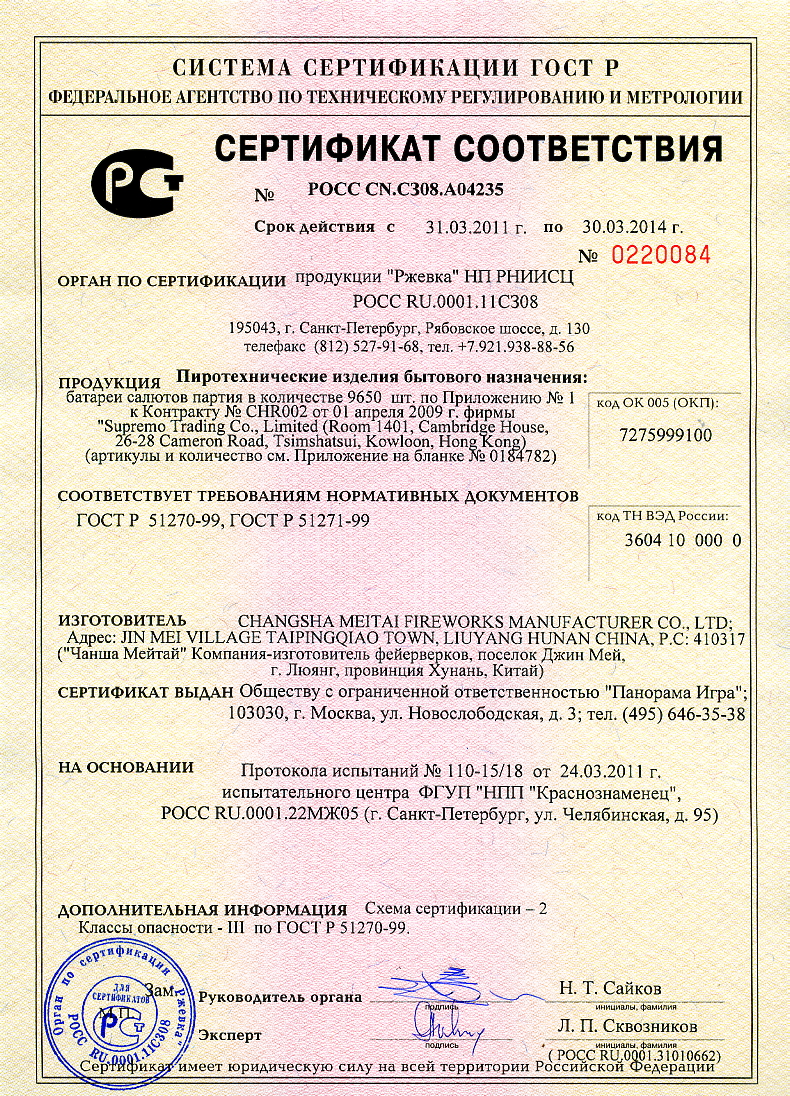 СИСТЕМА СЕРТИФИКАЦИИ ГОСТ Р
ФЕДЕРАЛЬНОЕ АГЕНТСТВО ПО ТЕХНИЧЕСКОМУ РЕГУЛИРОВАНИЮ И МЕТРОЛОГИИ
СЕРТИФИКАТ СООТВЕТСТВИЯ
№ РОСС CN.СЗ08.А04235
Срок действия с 31.03.2011 г. по 30.03.2014 г.
№ 0220084
ОРГАН ПО СЕРТИФИКАЦИИ продукции "Ржевка" НП РНИИСЦ
РОСС RU.0001.11СЗ08
195043, г. Санкт-Петербург, Рябовское шоссе, д. 130
телефакс (812) 527-91-68, тел. +7.921.938-88-56
ПРОДУКЦИЯ Пиротехнические изделия бытового назначения:
батареи салютов партия в количестве 9650 шт. по Приложению № 1
к Контракту № CHR002 от 01 апреля 2009 г. фирмы
"Supremo Trading Co., Limited (Room 1401, Cambridge House,
26-28 Cameron Road, Tsimshatsui, Kowloon, Hong Kong)
(артикулы и количество см. Приложение на бланке № 0184782)
код ОК 005 (ОКП):
7275999100
СООТВЕТСТВУЕТ ТРЕБОВАНИЯМ НОРМАТИВНЫХ ДОКУМЕНТОВ
ГОСТ Р 51270-99, ГОСТ Р 51271-99
код ТН ВЭД России:
3604 10 000 0
ИЗГОТОВИТЕЛЬ CHANGSHA MEITAI FIREWORKS MANUFACTURER CO., LTD;
Адрес: JIN MEI VILLAGE TAIPINGQIAO TOWN, LIUYANG HUNAN CHINA, P.C: 410317
("Чанша Мейтай" Компания-изготовитель фейерверков, поселок Джин Мей,
г. Люянг, провинция Хунань, Китай)
СЕРТИФИКАТ ВЫДАН Обществу с ограниченной ответственностью "Панорама Игра";
103030, г. Москва, ул. Новослободская, д. 3; тел. (495) 646-35-38
НА ОСНОВАНИИ Протокола испытаний № 110-15/18 от 24.03.2011 г.
испытательного центра ФГУП "НПП "Краснознаменец",
РОСС RU.0001.22МЖ05 (г. Санкт-Петербург, ул. Челябинская, д. 95)
ДОПОЛНИТЕЛЬНАЯ ИНФОРМАЦИЯ Схема сертификации – 2
Классы опасности - III по ГОСТ Р 51270-99.
Орган по сертификации "Ржевка"
ДЛЯ
СЕРТИФИКАТОВ
РОСС RU.0001.11СЗ08
М.П.
Зам. Руководитель органа
подпись
Н. Т. Сайков
инициалы, фамилия
Эксперт
подпись
Л. П. Сквозников
инициалы, фамилия
( РОСС RU.0001.31010662)
Сертификат имеет юридическую силу на всей территории Российской Федерации